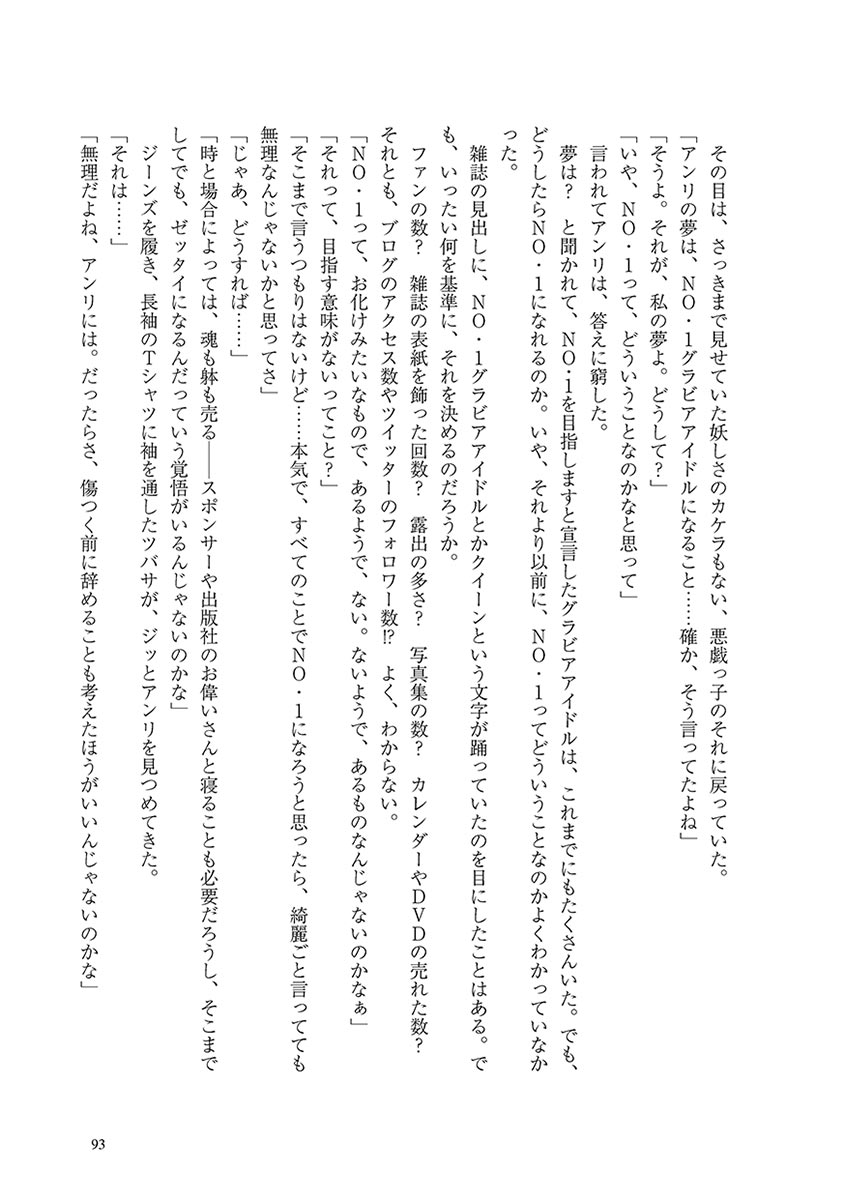 その目は、さっきまで見せていた妖しさのカケラもない、悪戯っ子のそれに戻っていた。
「アンリの夢は、NO・1グラビアアイドルになること……確か、そう言ってたよね」
「そうよ。それが、私の夢よ。どうして？」
「いや、NO・1って、どういうことなのかなと思って」
　言われてアンリは、答えに窮した。
　夢は？　と聞かれて、NO・1を目指しますと宣言したグラビアアイドルは、これまでにもたくさんいた。でも、
どうしたらNO・1になれるのか。いや、それより以前に、NO・1ってどういうことなのかよくわかっていなか
った。
　雑誌の見出しに、NO・1グラビアアイドルとかクイーンという文字が踊っていたのを目にしたことはある。で
も、いったい何を基準に、それを決めるのだろうか。
　ファンの数？　雑誌の表紙を飾った回数？　露出の多さ？　写真集の数？　カレンダーやDVDの売れた数？
それとも、ブログのアクセス数やツイッターのフォロワー数!?　よく、わからない。
「NO・1って、お化けみたいなもので、あるようで、ない。ないようで、あるものなんじゃないのかなぁ」
「それって、目指す意味がないってこと？」
「そこまで言うつもりはないけど……本気で、すべてのことでNO・1になろうと思ったら、綺麗ごと言ってても
無理なんじゃないかと思ってさ」
「じゃあ、どうすれば……」
「時と場合によっては、魂も躰も売る――スポンサーや出版社のお偉いさんと寝ることも必要だろうし、そこまで
してでも、ゼッタイになるんだっていう覚悟がいるんじゃないのかな」
　ジーンズを履き、長袖のTシャツに袖を通したツバサが、ジッとアンリを見つめてきた。
「それは……」
「無理だよね、アンリには。だったらさ、傷つく前に辞めることも考えたほうがいいんじゃないのかな」
93